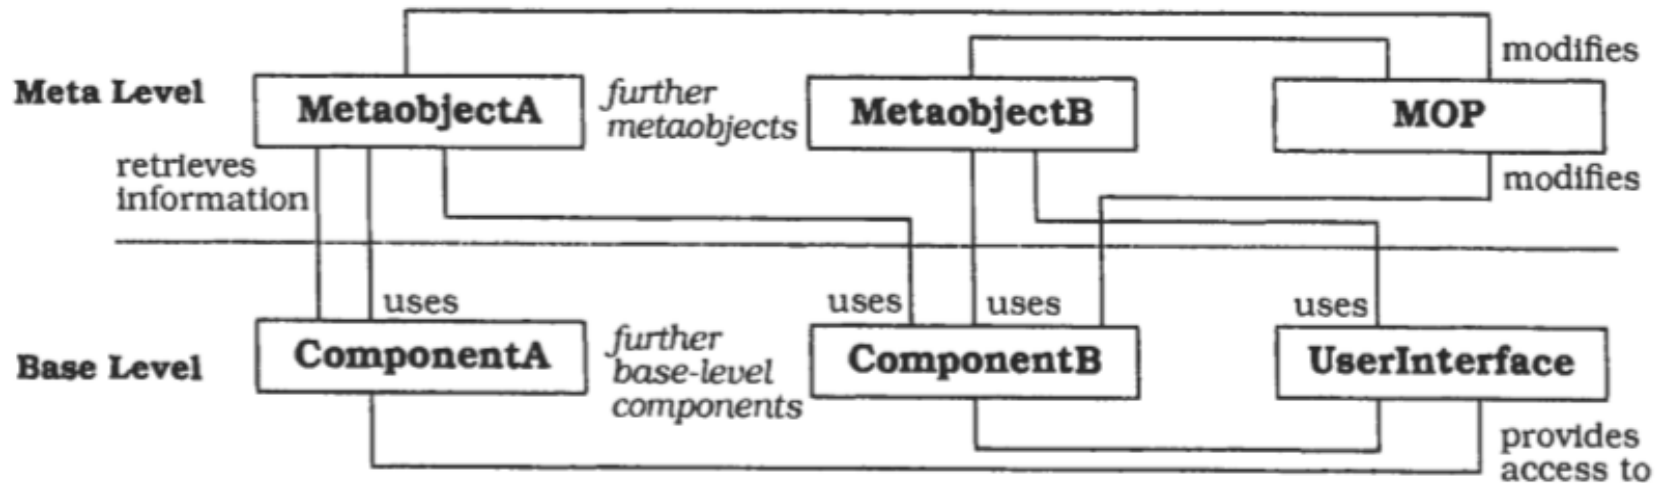 modifies
Meta Level
MetaobjectA
further
metaobjects
MetaobjectB
MOP
retrieves
information
modifies
uses
uses
uses
uses
Base Level
ComponentA
further
base-level
components
ComponentB
UserInterface
provides
access to